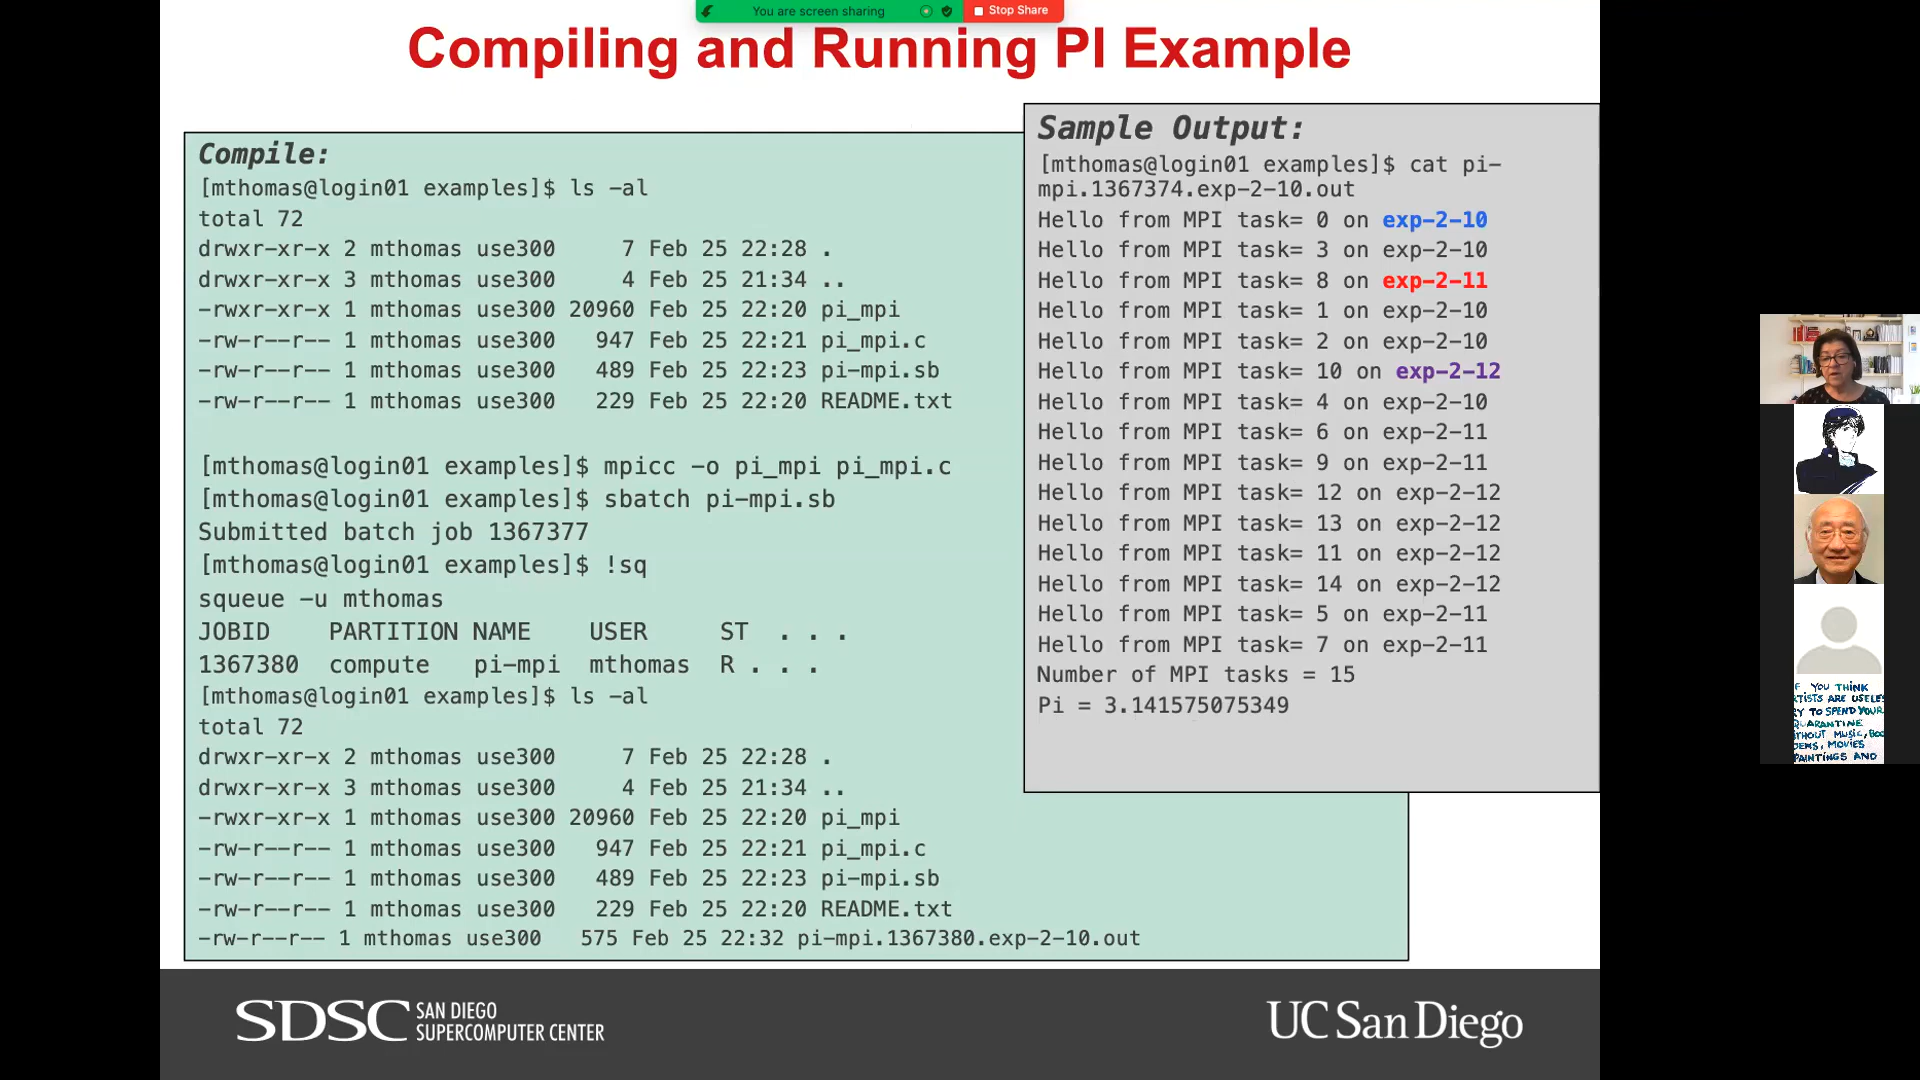 You are screen sharing
Stop Share
Compiling and Running PI Example
Compile:
[mthomas@login01 examples]$ ls -al
total 72
drwxr-xr-x 2 mthomas use300 7 Feb 25 22:28 .
drwxr-xr-x 3 mthomas use300 4 Feb 25 21:34 ..
-rwxr-xr-x 1 mthomas use300 20960 Feb 25 22:20 pi_mpi
-rw-r--r-- 1 mthomas use300 947 Feb 25 22:21 pi_mpi.c
-rw-r--r-- 1 mthomas use300 489 Feb 25 22:23 pi-mpi.sb
-rw-r--r-- 1 mthomas use300 229 Feb 25 22:20 README.txt
[mthomas@login01 examples]$ mpicc -o pi_mpi pi_mpi.c
[mthomas@login01 examples]$ sbatch pi-mpi.sb
Submitted batch job 1367377
[mthomas@login01 examples]$ !sq
squeue -u mthomas
JOBID PARTITION NAME USER ST . . .
1367380 compute pi-mpi mthomas R . . .
[mthomas@login01 examples]$ ls -al
total 72
drwxr-xr-x 2 mthomas use300 7 Feb 25 22:28 .
drwxr-xr-x 3 mthomas use300 4 Feb 25 21:34 ..
-rwxr-xr-x 1 mthomas use300 20960 Feb 25 22:20 pi_mpi
-rw-r--r-- 1 mthomas use300 947 Feb 25 22:21 pi_mpi.c
-rw-r--r-- 1 mthomas use300 489 Feb 25 22:23 pi-mpi.sb
-rw-r--r-- 1 mthomas use300 229 Feb 25 22:20 README.txt
-rw-r--r-- 1 mthomas use300 575 Feb 25 22:32 pi-mpi.1367380.exp-2-10.out
Sample Output:
[mthomas@login01 examples]$ cat pi-
mpi.1367374.exp-2-10.out
Hello from MPI task= 0 on exp-2-10
Hello from MPI task= 3 on exp-2-10
Hello from MPI task= 8 on exp-2-11
Hello from MPI task= 1 on exp-2-10
Hello from MPI task= 2 on exp-2-10
Hello from MPI task= 10 on exp-2-12
Hello from MPI task= 4 on exp-2-10
Hello from MPI task= 6 on exp-2-11
Hello from MPI task= 9 on exp-2-11
Hello from MPI task= 12 on exp-2-12
Hello from MPI task= 13 on exp-2-12
Hello from MPI task= 11 on exp-2-12
Hello from MPI task= 14 on exp-2-12
Hello from MPI task= 5 on exp-2-11
Hello from MPI task= 7 on exp-2-11
Number of MPI tasks = 15
Pi = 3.141575075349
F YOU THINK
TISTS ARE USELES
Y TO SPEND YOUR
QUARANTINE
ITHOUT MUSIC, BOO
OEMS, MOVIES
PAINTINGS AND
SDSC SAN DIEGO
SUPERCOMPUTER CENTER
UC San Diego